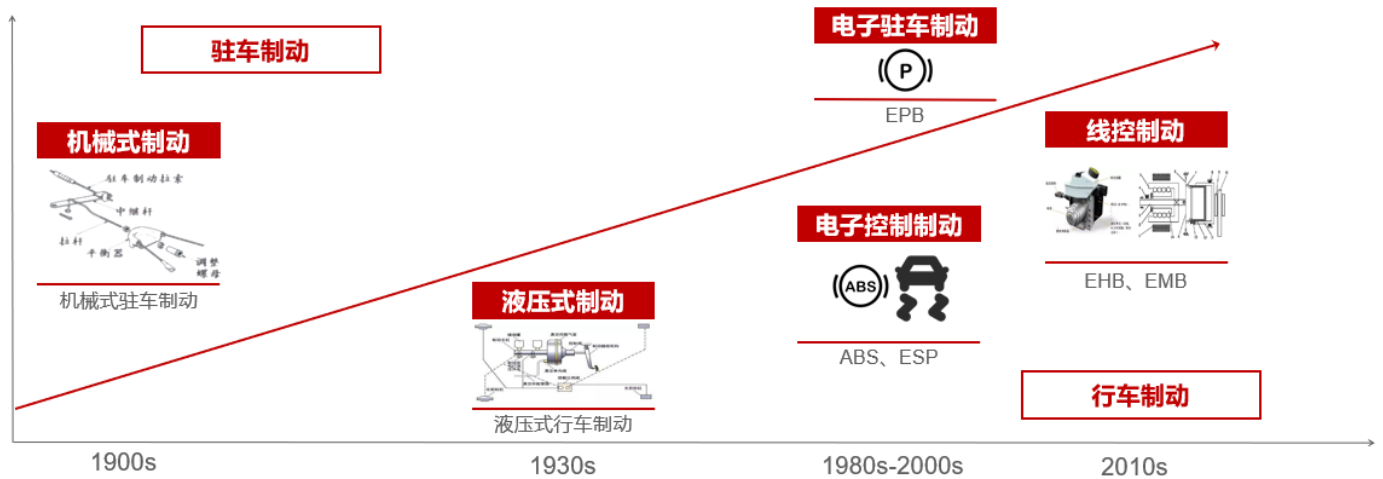 驻车制动
机械式制动
驻车制动拉索
中继杆
拉杆
平衡器
调整
螺母
机械式驻车制动
液压式制动
液压式行车制动
电子驻车制动
P
EPB
电子控制制动
ABS
ABS、ESP
线控制动
EHB、EMB
行车制动
1900s
1930s
1980s-2000s
2010s